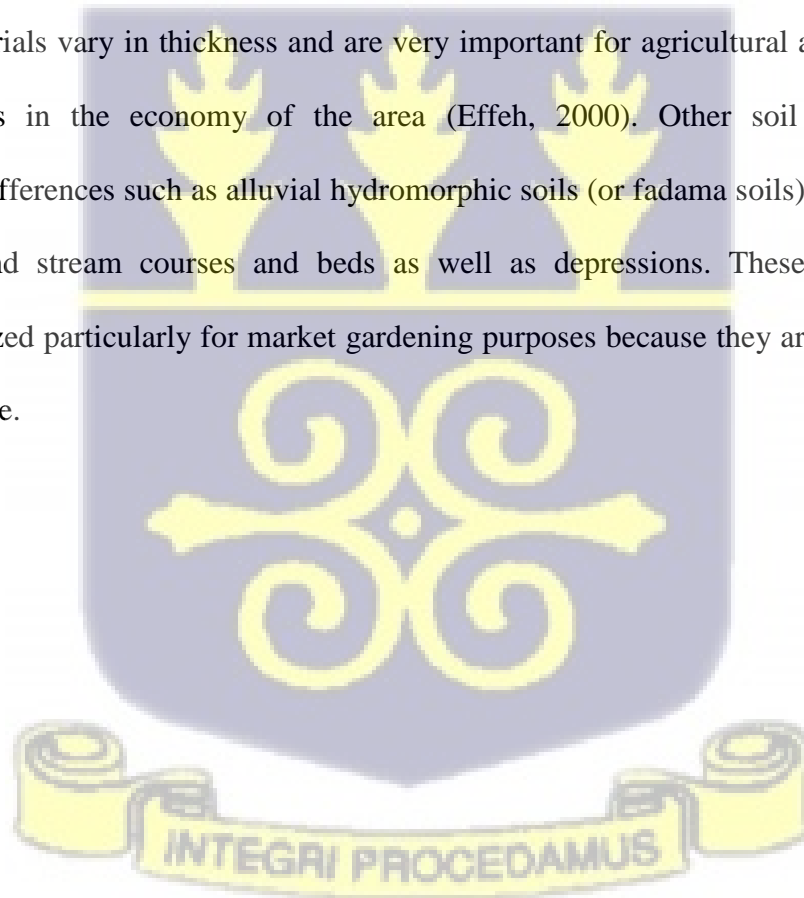 rials vary in thickness and are very important for agricultural a
s in the economy of the area (Effeh, 2000). Other soil
fferences such as alluvial hydromorphic soils (or fadama soils)
nd stream courses and beds as well as depressions. These
zed particularly for market gardening purposes because they ar
e.
INTEGRI PROCEDAMUS